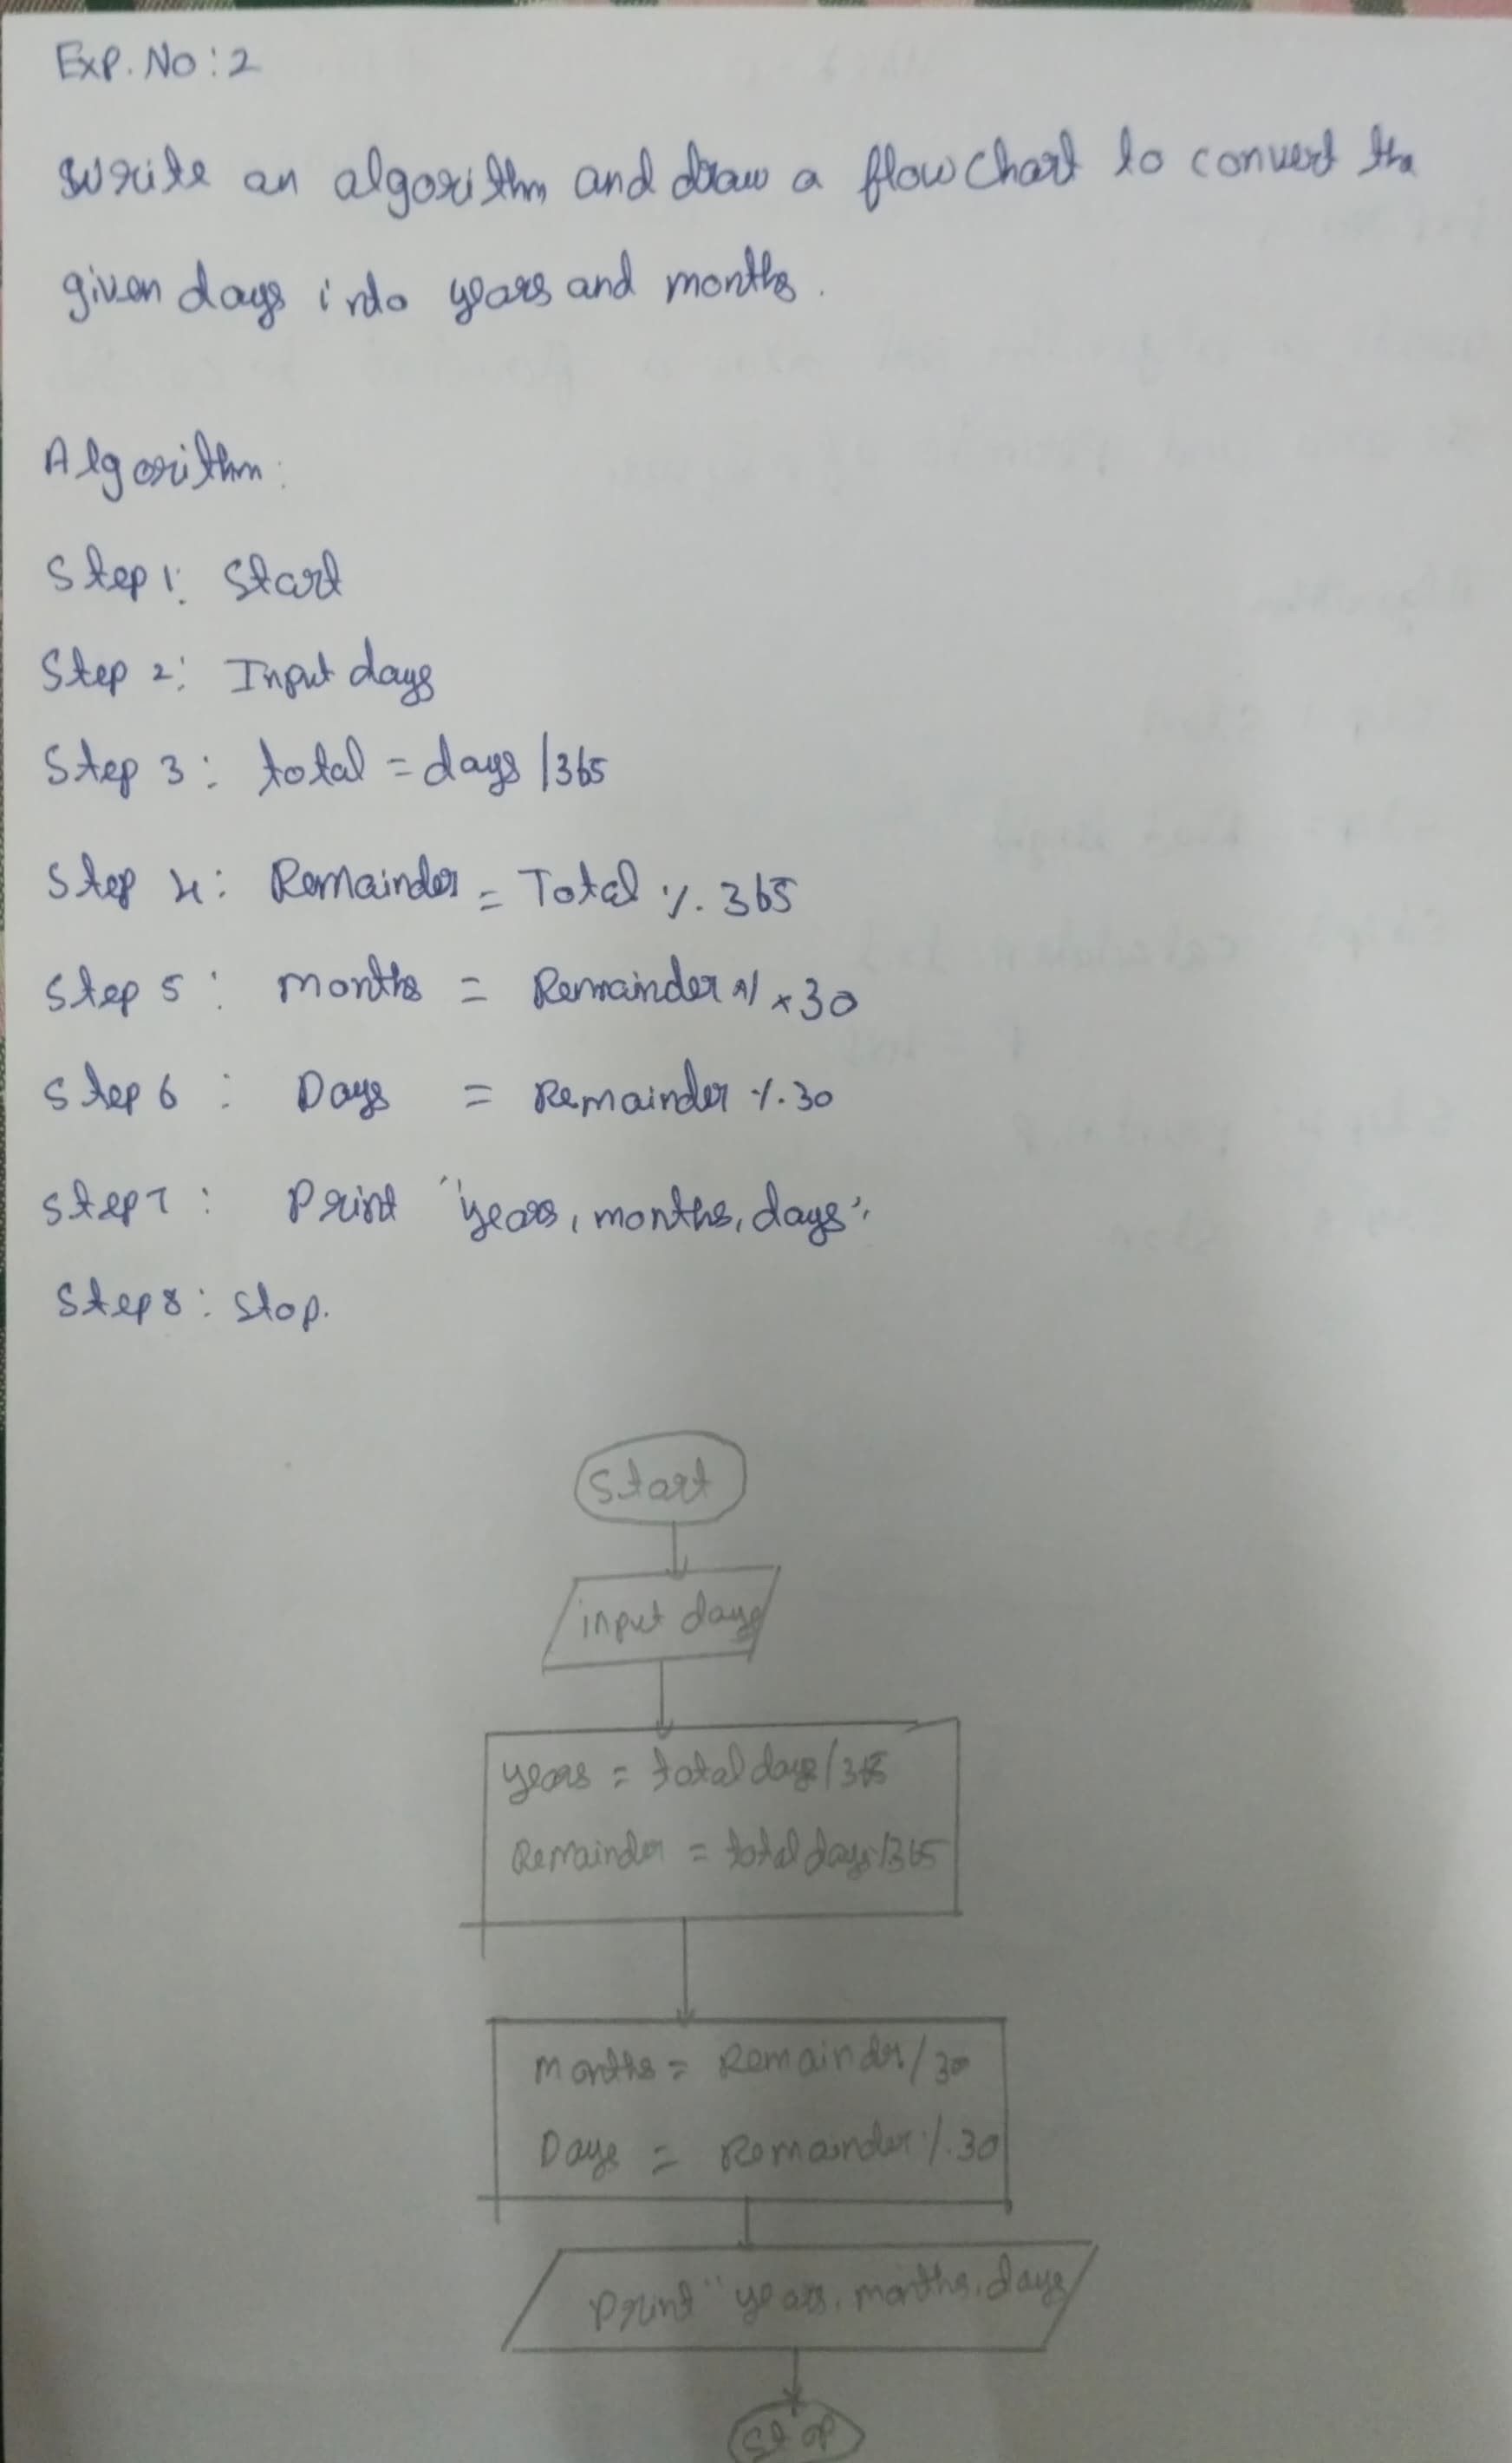 Exp. No: 2
Write an algorithm and draw a flow chart to convert the
given days into years and months.
Algorithm:
Step 1: Start
Step 2: Input days
Step 3: total = days /365
Step 4: Remainder = Total %. 365
Step 5: months = Remainder × 30
Step 6: Days = Remainder %. 30
Step 7: Print "years, months, days"
Step 8: Stop.
Start
input days
years = total days/365
Remainder = total days/365
Months = Remainder/30
Days = Remainder %. 30
Print "years, months, days
Stop